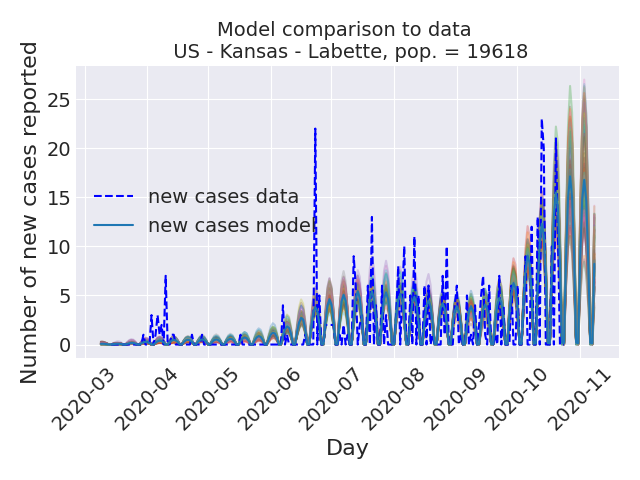 Model comparison to data
US - Kansas - Labette, pop. = 19618
Number of new cases reported
25
20
15
10
5
0
new cases data
new cases model
2020-03
2020-04
2020-05
2020-06
2020-07
2020-08
2020-09
2020-10
2020-11
Day